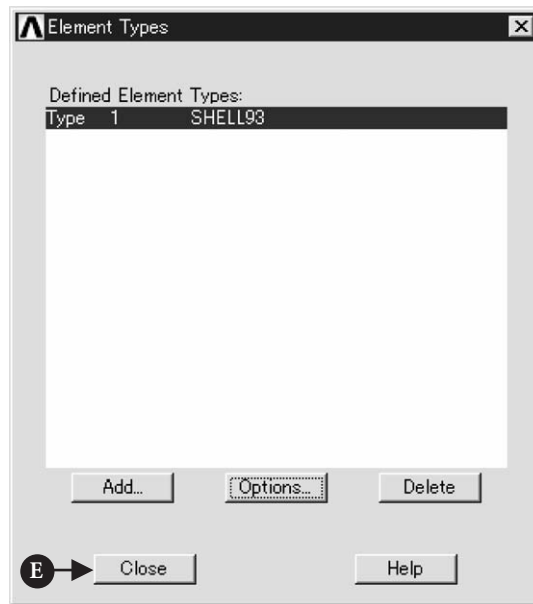 Element Types
Defined Element Types:
Type 1 SHELL93
Add... Options... Delete
E Close Help